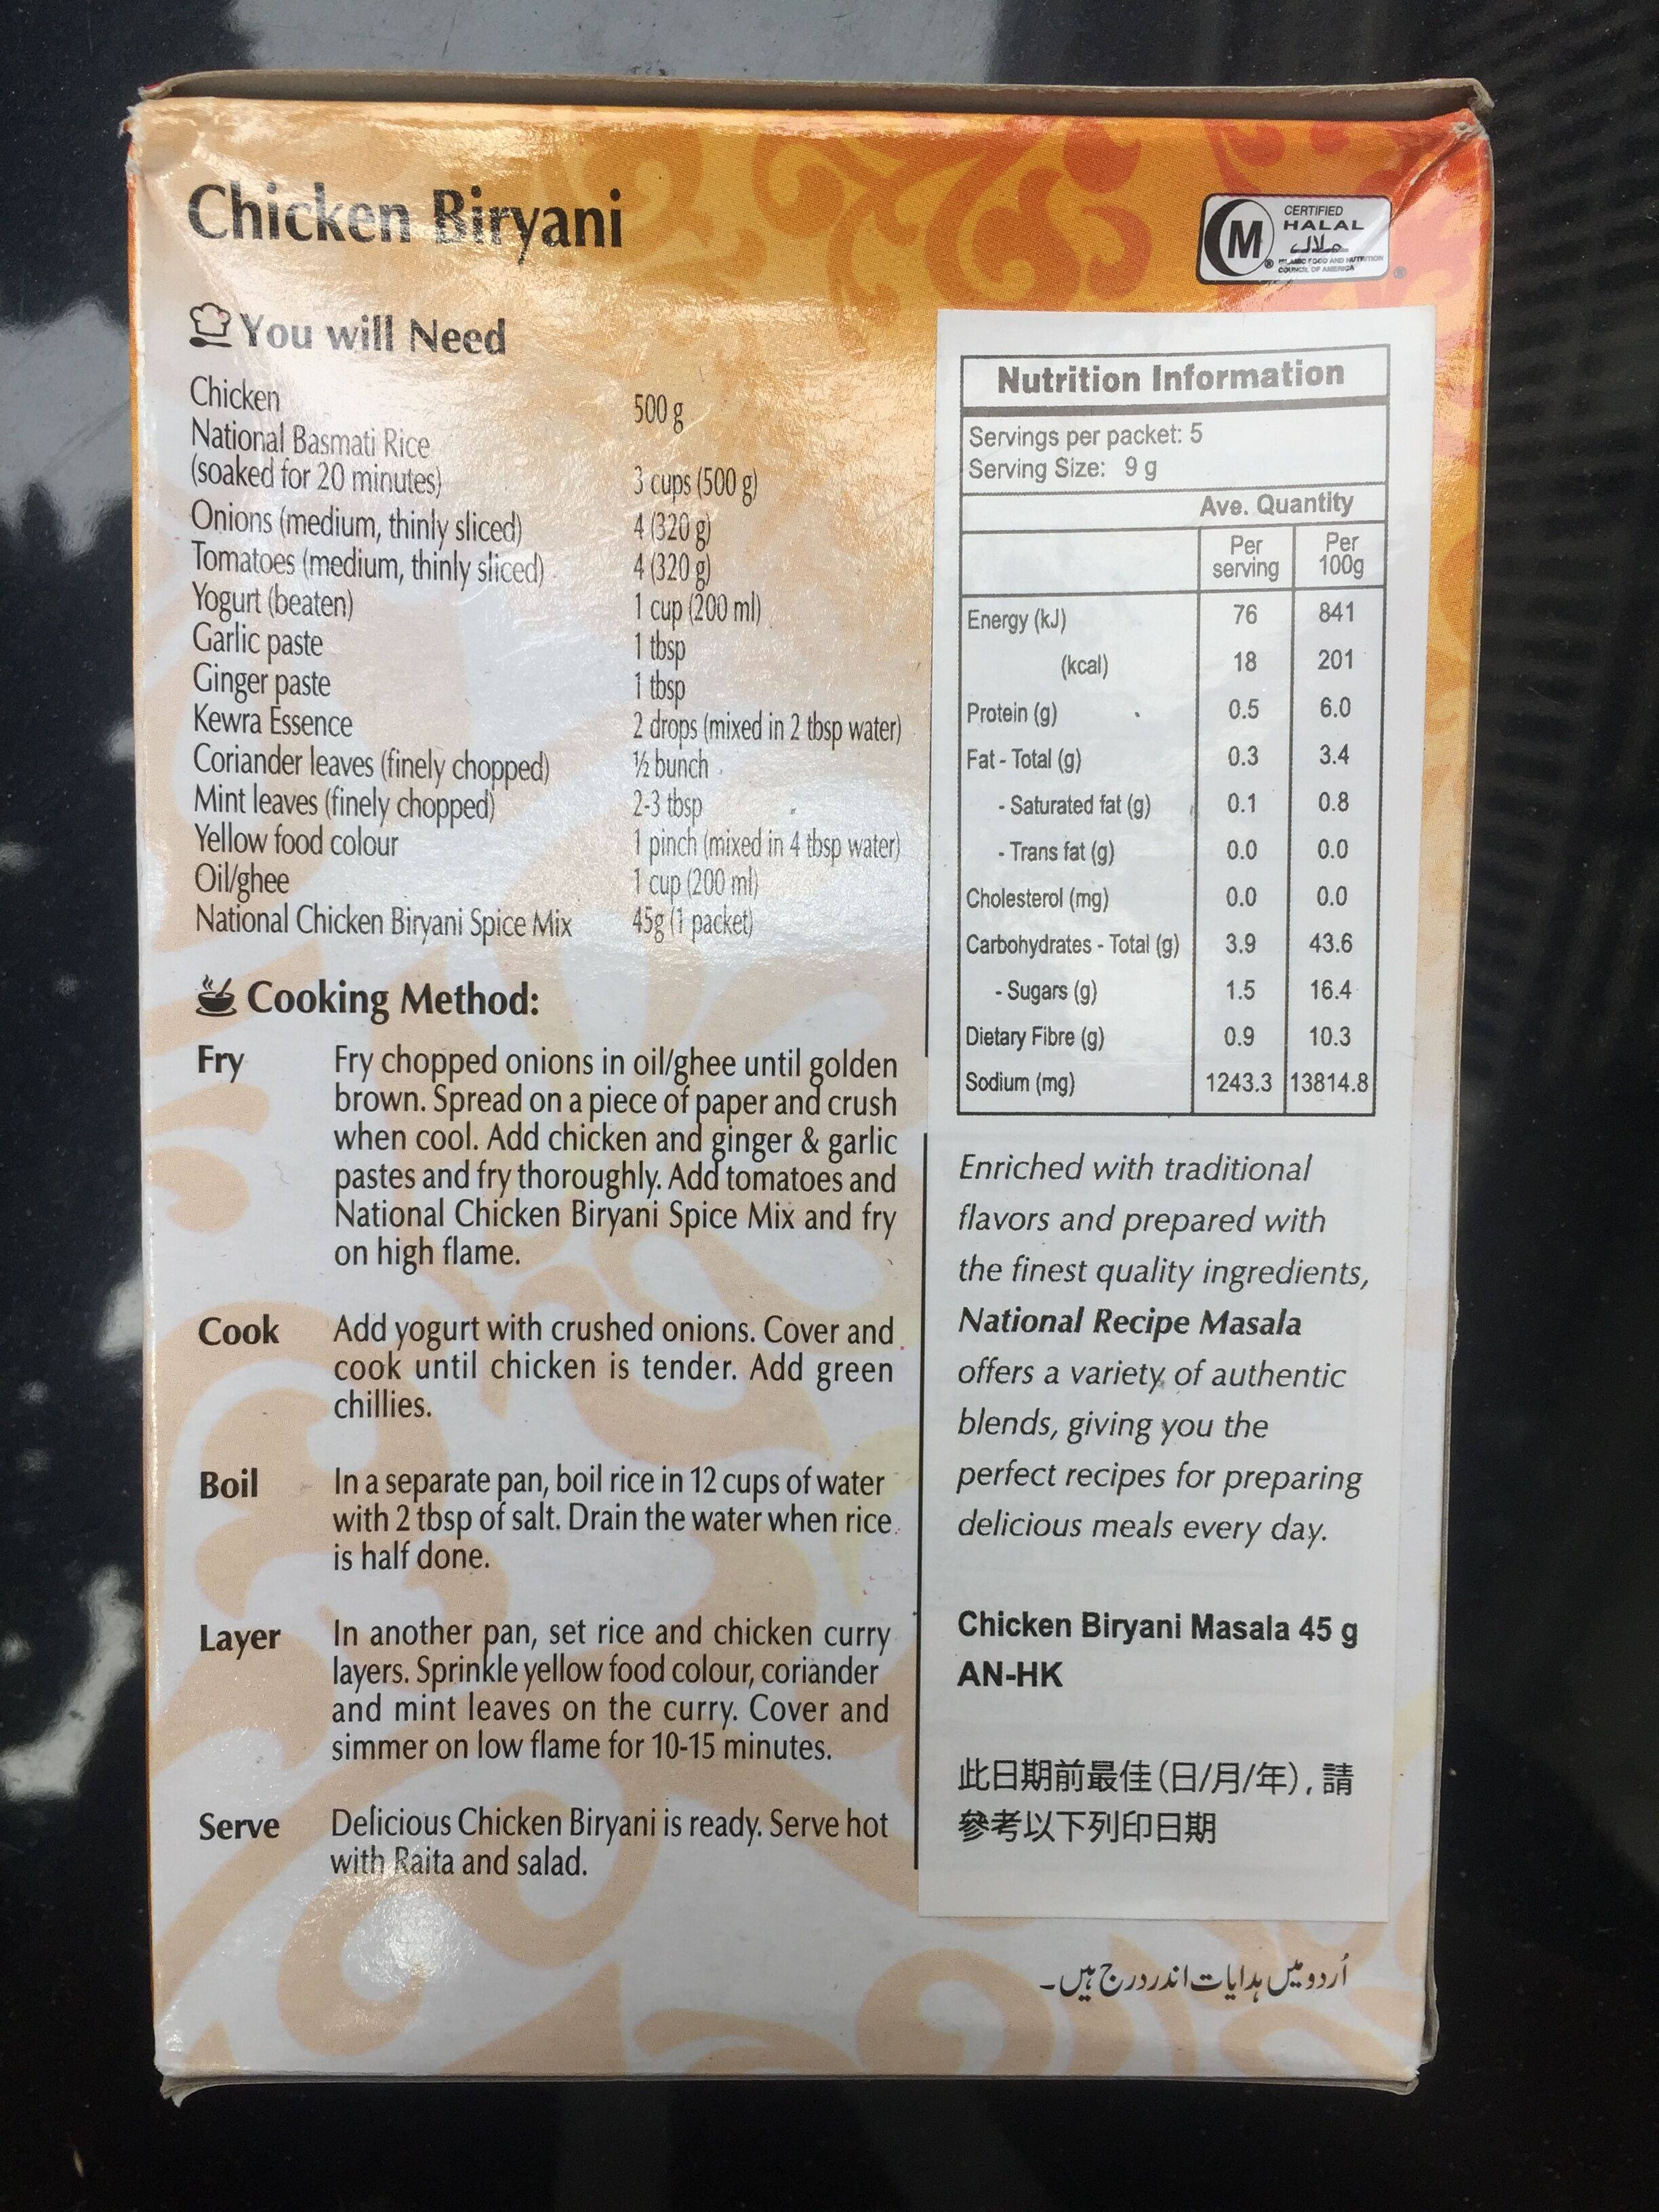 Chicken Biryani
CERTIFIED
HALAL
حلال
ISLAMIC FOOD AND NUTRITION
COUNCIL OF AMERICA
M
®
®
You will Need
Chicken 500 g
National Basmati Rice
(soaked for 20 minutes) 3 cups (500 g)
Onions (medium, thinly sliced) 4 (320 g)
Tomatoes (medium, thinly sliced) 4 (320 g)
Yogurt (beaten) 1 cup (200 ml)
Garlic paste 1 tbsp
Ginger paste 1 tbsp
Kewra Essence 2 drops (mixed in 2 tbsp water)
Coriander leaves (finely chopped) ½ bunch
Mint leaves (finely chopped) 2-3 tbsp
Yellow food colour 1 pinch (mixed in 4 tbsp water)
Oil/ghee 1 cup (200 ml)
National Chicken Biryani Spice Mix 45g (1 packet)
Cooking Method:
Fry Fry chopped onions in oil/ghee until golden
brown. Spread on a piece of paper and crush
when cool. Add chicken and ginger & garlic
pastes and fry thoroughly. Add tomatoes and
National Chicken Biryani Spice Mix and fry
on high flame.
Cook Add yogurt with crushed onions. Cover and
cook until chicken is tender. Add green
chillies.
Boil In a separate pan, boil rice in 12 cups of water
with 2 tbsp of salt. Drain the water when rice
is half done.
Layer In another pan, set rice and chicken curry
layers. Sprinkle yellow food colour, coriander
and mint leaves on the curry. Cover and
simmer on low flame for 10-15 minutes.
Serve Delicious Chicken Biryani is ready. Serve hot
with Raita and salad.
Nutrition Information
Servings per packet: 5
Serving Size: 9 g
Ave. Quantity
Per Per
serving 100g
Energy (kJ) 76 841
(kcal) 18 201
Protein (g) 0.5 6.0
Fat - Total (g) 0.3 3.4
- Saturated fat (g) 0.1 0.8
- Trans fat (g) 0.0 0.0
Cholesterol (mg) 0.0 0.0
Carbohydrates - Total (g) 3.9 43.6
- Sugars (g) 1.5 16.4
Dietary Fibre (g) 0.9 10.3
Sodium (mg) 1243.3 13814.8
Enriched with traditional
flavors and prepared with
the finest quality ingredients,
National Recipe Masala
offers a variety of authentic
blends, giving you the
perfect recipes for preparing
delicious meals every day.
Chicken Biryani Masala 45 g
AN-HK
此日期前最佳(日/月/年), 請
參考以下列印日期
اُردو میں ہدایات اندر درج ہیں۔